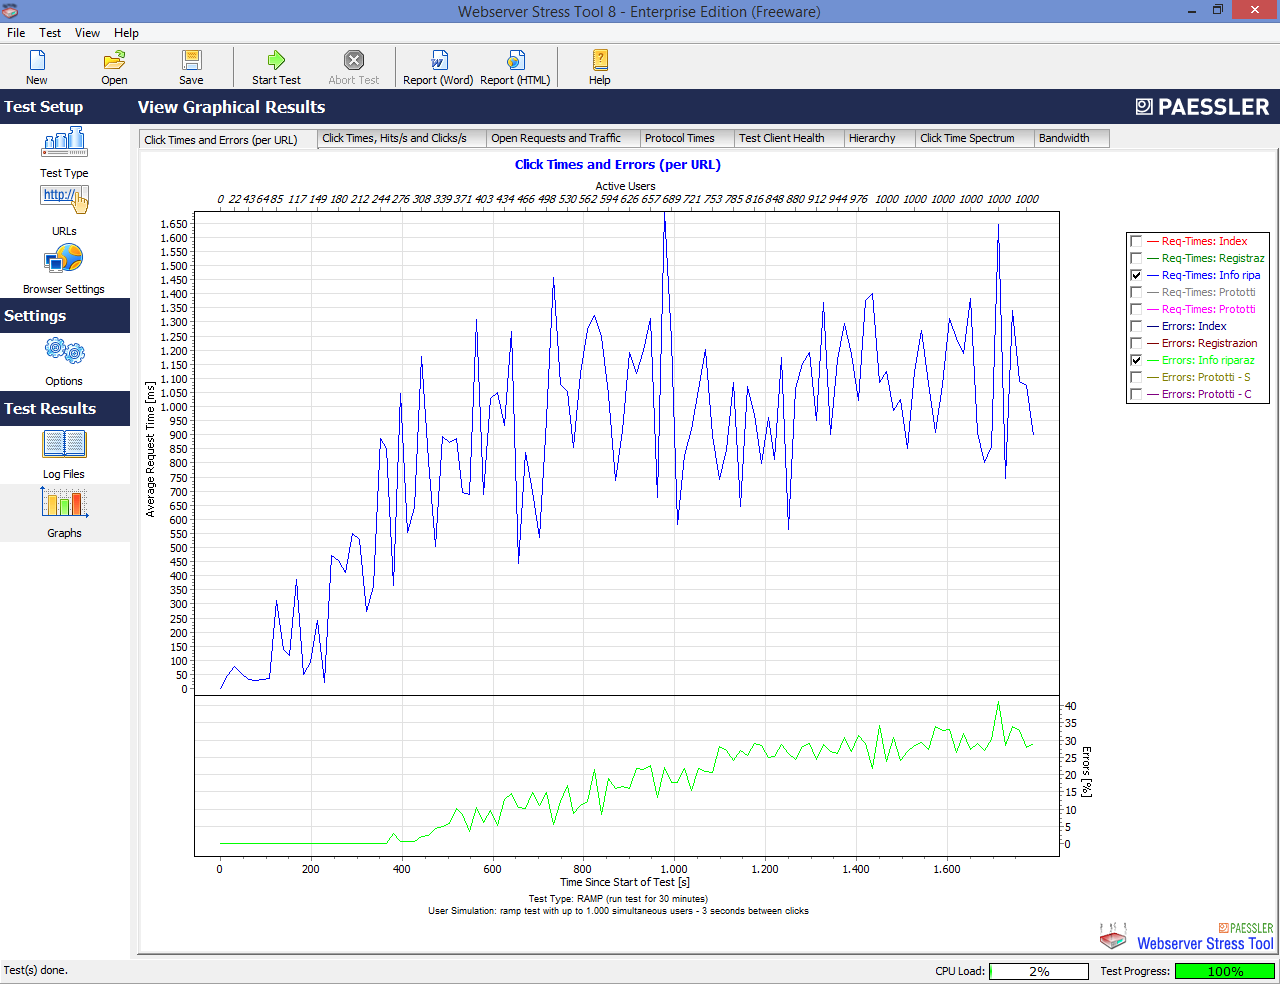 Webserver Stress Tool 8 - Enterprise Edition (Freeware)
File Test View Help
New Open Save Start Test Abort Test Report (Word) Report (HTML) Help
Test Setup
View Graphical Results
PAESSLER
Test Type
http://
URLs
Browser Settings
Settings
Options
Test Results
Log Files
Graphs
Click Times and Errors (per URL) Click Times, Hits/s and Clicks/s Open Requests and Traffic Protocol Times Test Client Health Hierarchy Click Time Spectrum Bandwidth
Click Times and Errors (per URL)
Active Users
0 22 43 64 85 117 149 180 212 244 276 308 339 371 403 434 466 498 530 562 594 626 657 689 721 753 785 816 848 880 912 944 976 1000 1000 1000 1000 1000 1000
1.650
1.600
1.550
1.500
1.450
1.400
1.350
1.300
1.250
1.200
1.150
1.100
1.050
1.000
950
900
850
800
750
700
650
600
550
500
450
400
350
300
250
200
150
100
50
0
Average Request Time [ms]
40
35
30
25
20
15
10
5
0
Errors [%]
0 200 400 600 800 1.000 1.200 1.400 1.600
Time Since Start of Test [s]
Test Type: RAMP (run test for 30 minutes)
User Simulation: ramp test with up to 1.000 simultaneous users - 3 seconds between clicks
Req-Times: Index
Req-Times: Registraz
Req-Times: Info ripa
Req-Times: Prototti
Req-Times: Prototti
Errors: Index
Errors: Registrazion
Errors: Info riparaz
Errors: Prototti - S
Errors: Prototti - C
PAESSLER
Webserver Stress Tool
Test(s) done.
CPU Load: 2% Test Progress: 100%